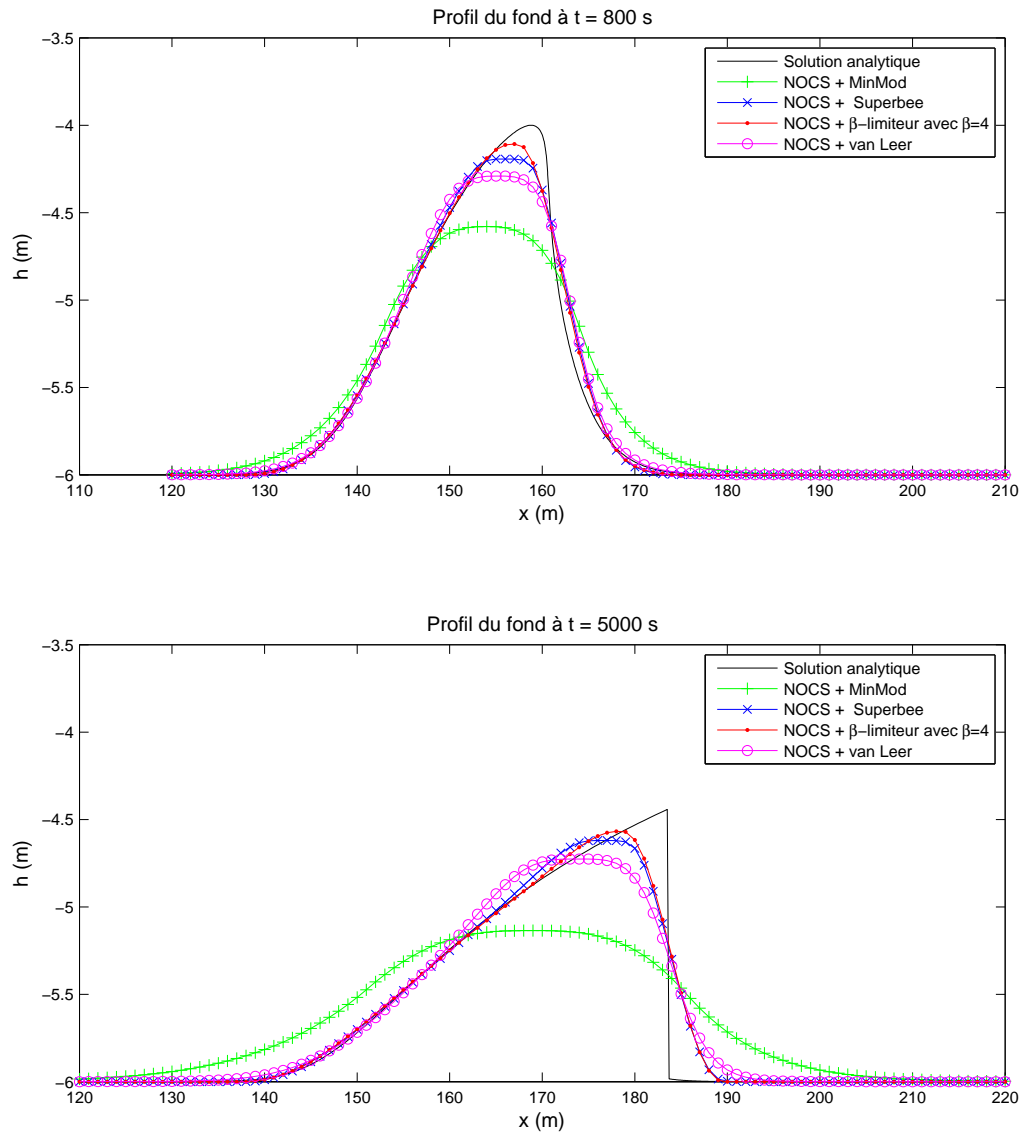 Profil du fond à t = 800 s
−3.5
−4
−4.5
−5
−5.5
−6
h (m)
110 120 130 140 150 160 170 180 190 200 210
x (m)
Solution analytique
NOCS + MinMod
NOCS + Superbee
NOCS + β−limiteur avec β=4
NOCS + van Leer
Profil du fond à t = 5000 s
−3.5
−4
−4.5
−5
−5.5
−6
h (m)
120 130 140 150 160 170 180 190 200 210 220
x (m)
Solution analytique
NOCS + MinMod
NOCS + Superbee
NOCS + β−limiteur avec β=4
NOCS + van Leer